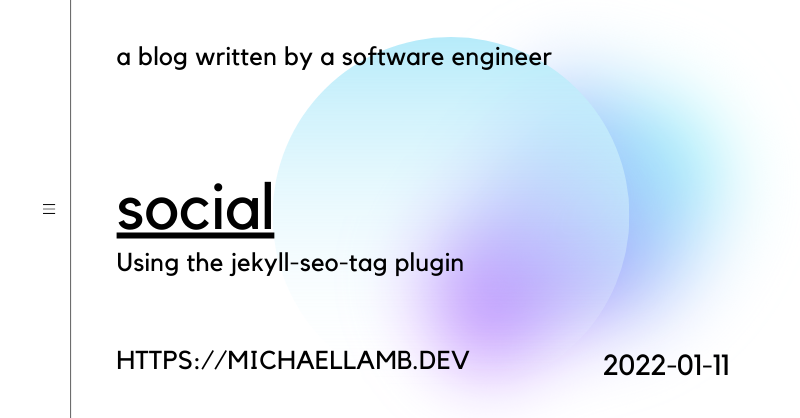 a blog written by a software engineer
social
Using the jekyll-seo-tag plugin
HTTPS://MICHAELLAMB.DEV
2022-01-11